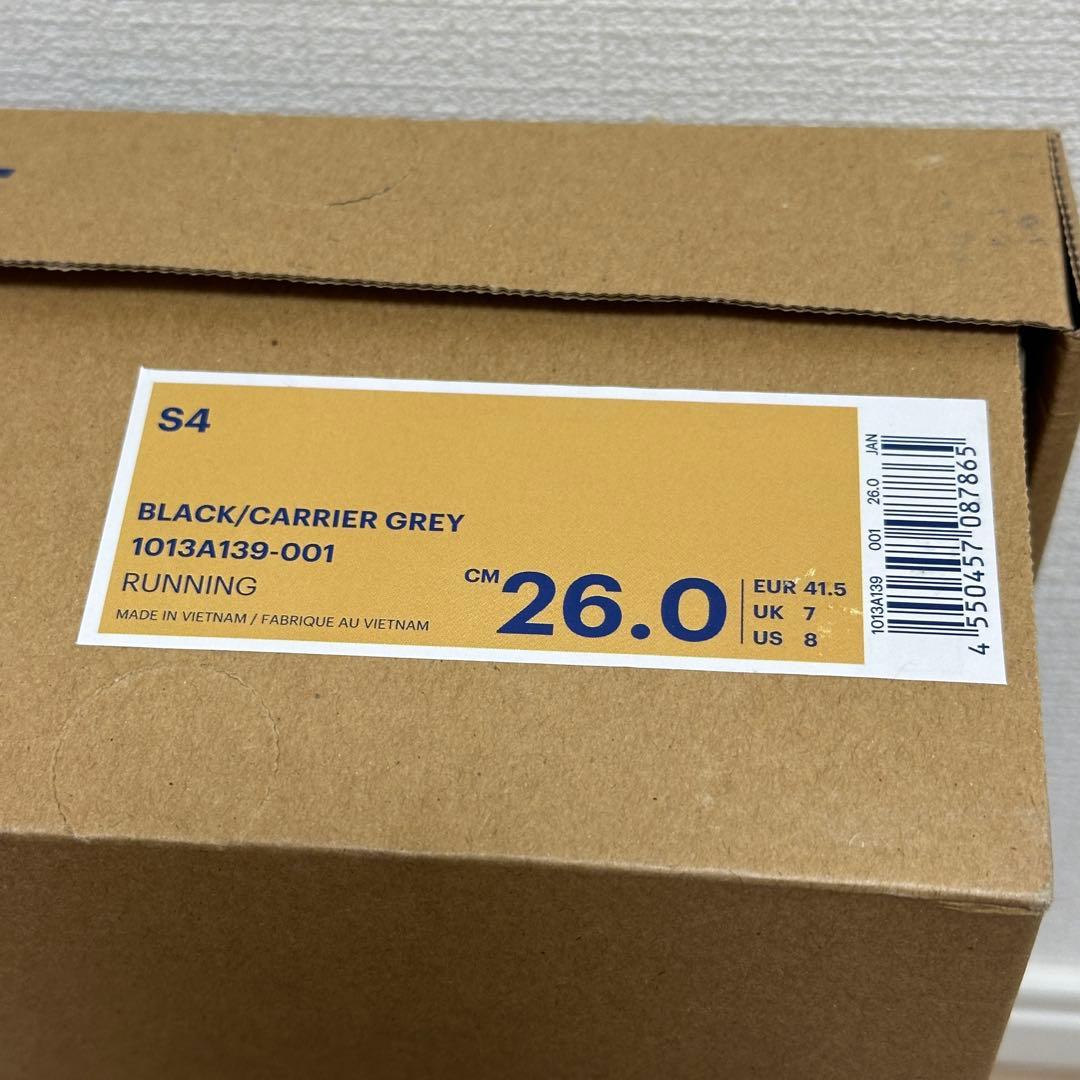 S4
BLACK/CARRIER GREY
1013A139-001
RUNNING
MADE IN VIETNAM / FABRIQUE AU VIETNAM
CM 26.0
EUR 41.5
UK 7
US 8
1013A139 001 26.0 JAN
4 550457 087865